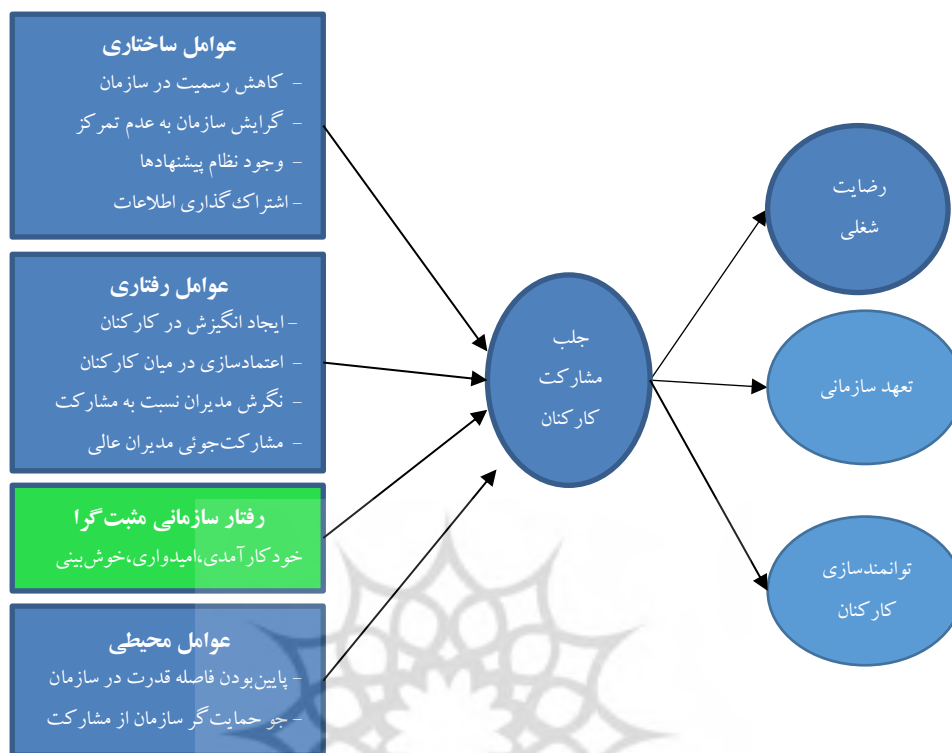 عوامل ساختاری
- کاهش رسمیت در سازمان
- گرایش سازمان به عدم تمرکز
- وجود نظام پیشنهادها
- اشتراک‌گذاری اطلاعات
عوامل رفتاری
- ایجاد انگیزش در کارکنان
- اعتمادسازی در میان کارکنان
- نگرش مدیران نسبت به مشارکت
- مشارکت‌جوئی مدیران عالی
رفتار سازمانی مثبت‌گرا
خودکارآمدی،امیدواری،خوش‌بینی
عوامل محیطی
- پایین‌بودن فاصله قدرت در سازمان
- جو حمایت‌گر سازمان از مشارکت
جلب
مشارکت
کارکنان
رضایت
شغلی
تعهد سازمانی
توانمندسازی
کارکنان